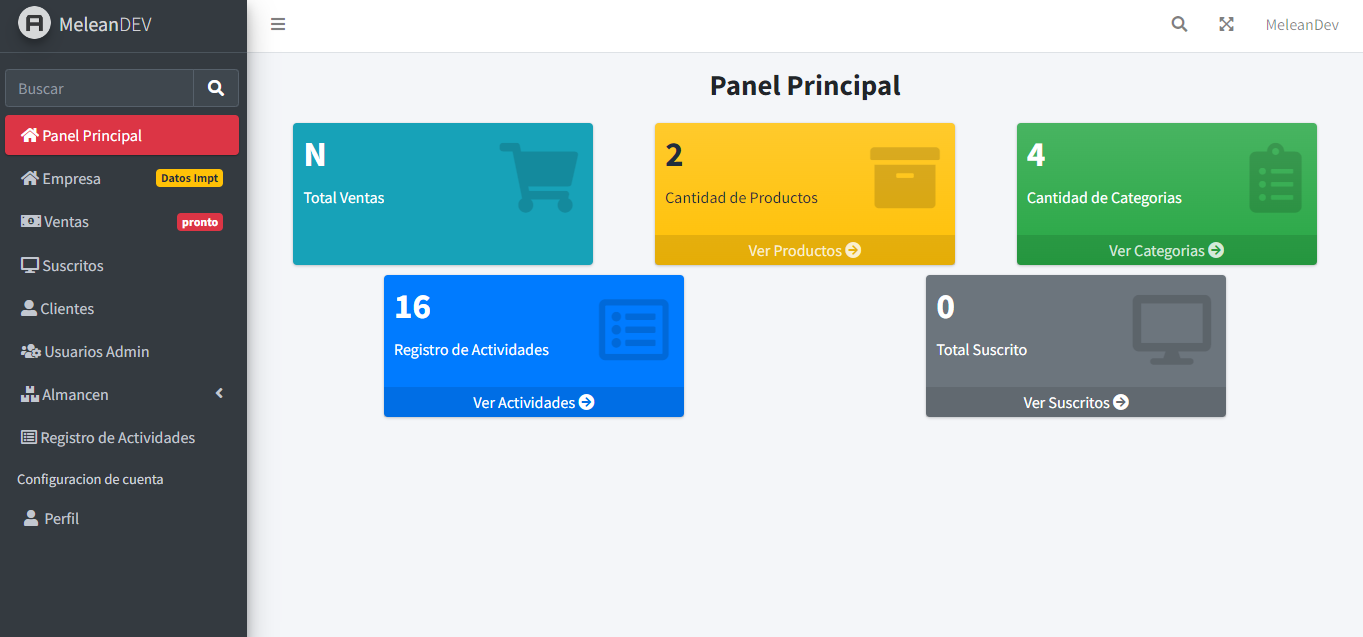 MeleanDEV
MeleanDev
Buscar
Panel Principal
Empresa Datos Impt
Ventas pronto
Suscritos
Clientes
Usuarios Admin
Almancen
Registro de Actividades
Configuracion de cuenta
Perfil
Panel Principal
N
Total Ventas
2
Cantidad de Productos
Ver Productos
4
Cantidad de Categorias
Ver Categorias
16
Registro de Actividades
Ver Actividades
0
Total Suscrito
Ver Suscritos